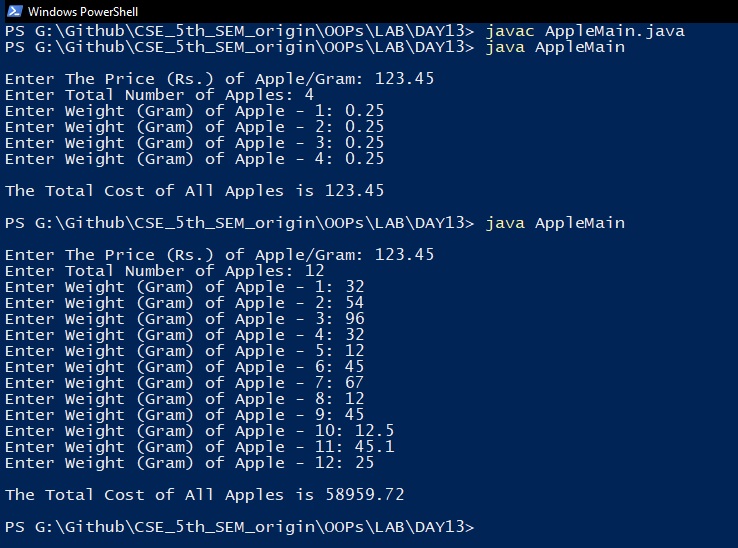 Windows PowerShell
PS G:\Github\CSE_5th_SEM_origin\OOPs\LAB\DAY13> javac AppleMain.java
PS G:\Github\CSE_5th_SEM_origin\OOPs\LAB\DAY13> java AppleMain
Enter The Price (Rs.) of Apple/Gram: 123.45
Enter Total Number of Apples: 4
Enter Weight (Gram) of Apple - 1: 0.25
Enter Weight (Gram) of Apple - 2: 0.25
Enter Weight (Gram) of Apple - 3: 0.25
Enter Weight (Gram) of Apple - 4: 0.25
The Total Cost of All Apples is 123.45
PS G:\Github\CSE_5th_SEM_origin\OOPs\LAB\DAY13> java AppleMain
Enter The Price (Rs.) of Apple/Gram: 123.45
Enter Total Number of Apples: 12
Enter Weight (Gram) of Apple - 1: 32
Enter Weight (Gram) of Apple - 2: 54
Enter Weight (Gram) of Apple - 3: 96
Enter Weight (Gram) of Apple - 4: 32
Enter Weight (Gram) of Apple - 5: 12
Enter Weight (Gram) of Apple - 6: 45
Enter Weight (Gram) of Apple - 7: 67
Enter Weight (Gram) of Apple - 8: 12
Enter Weight (Gram) of Apple - 9: 45
Enter Weight (Gram) of Apple - 10: 12.5
Enter Weight (Gram) of Apple - 11: 45.1
Enter Weight (Gram) of Apple - 12: 25
The Total Cost of All Apples is 58959.72
PS G:\Github\CSE_5th_SEM_origin\OOPs\LAB\DAY13>